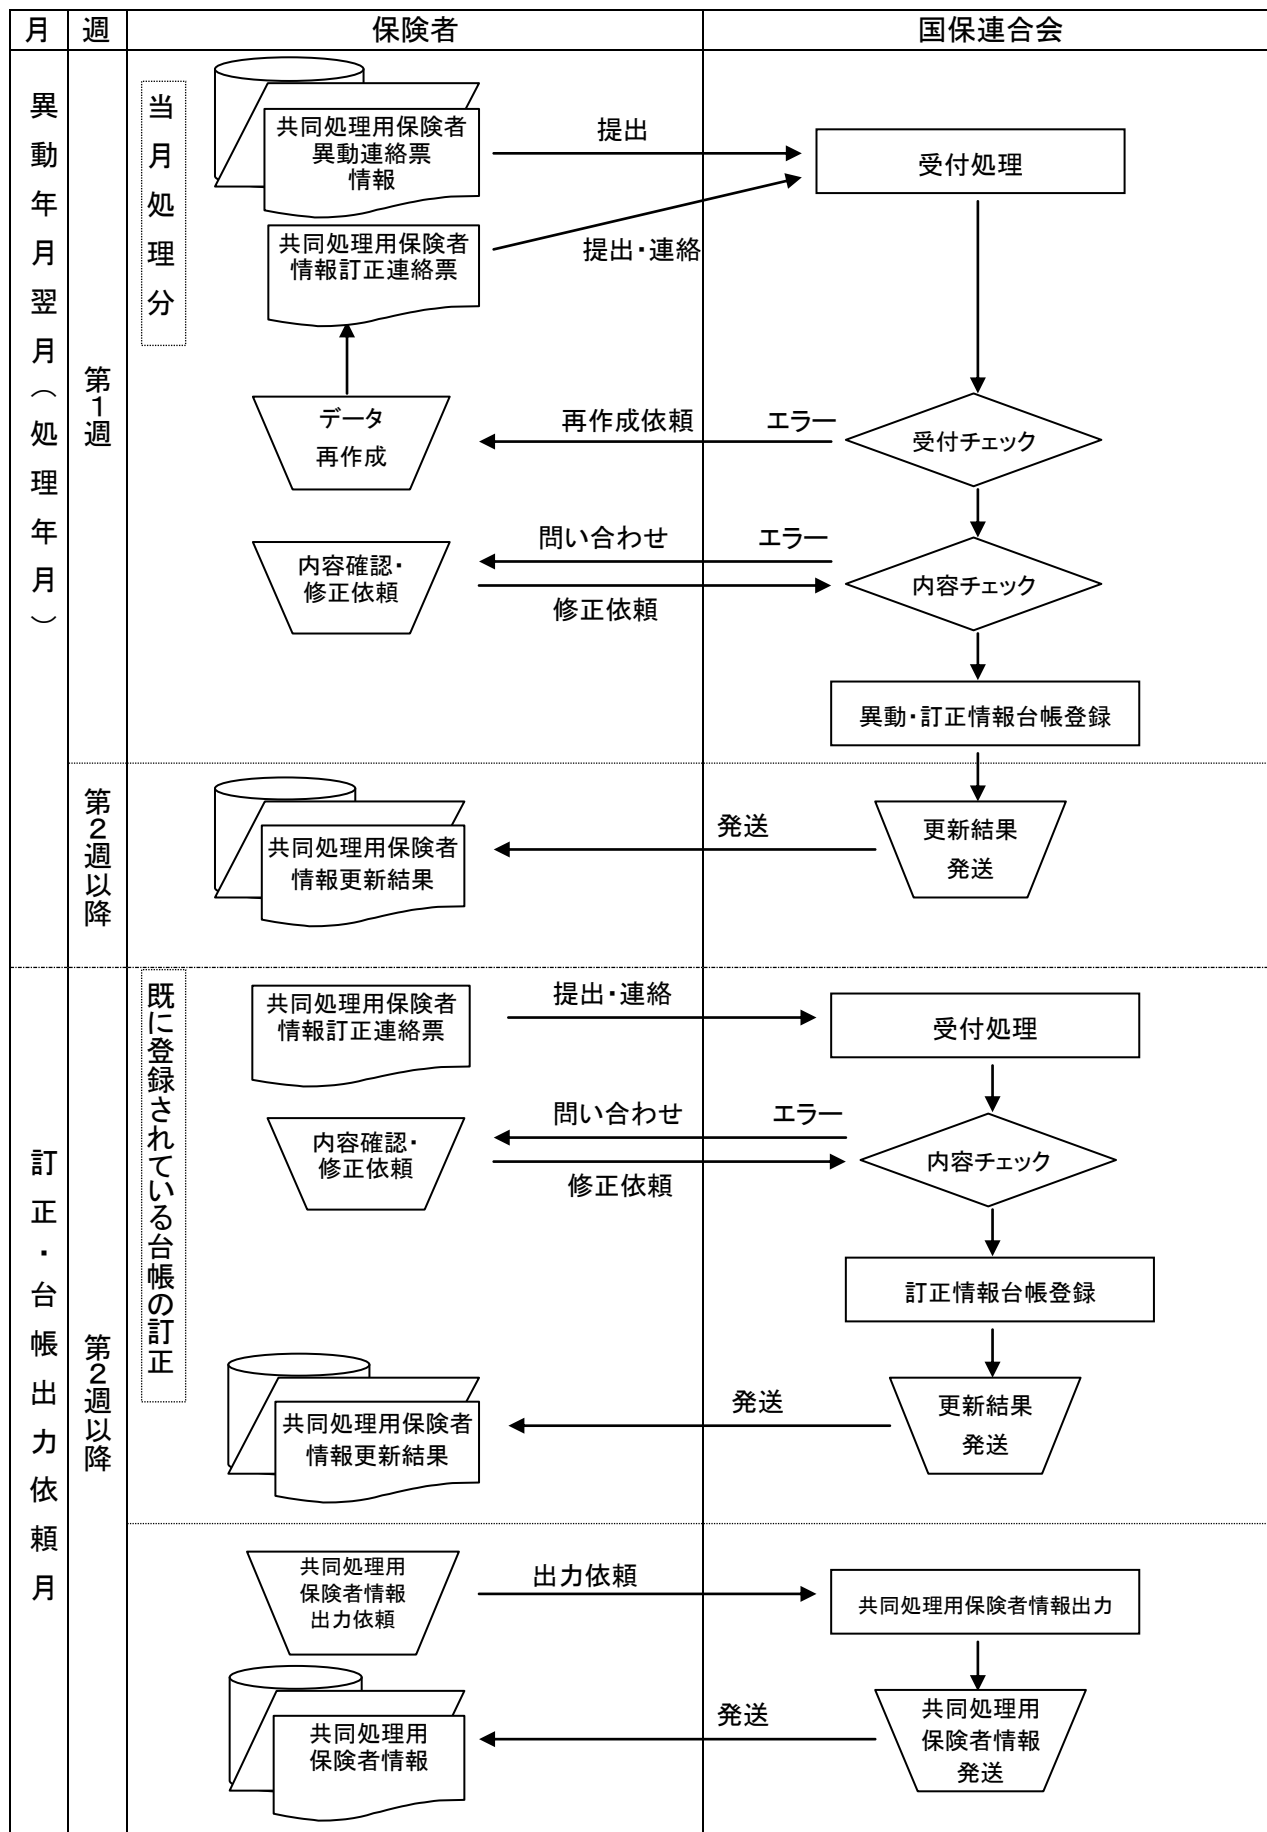 月
週
保険者
国保連合会
異動年月翌月（処理年月）
第１週
当月処理分
共同処理用保険者
異動連絡票
情報
提出
受付処理
共同処理用保険者
情報訂正連絡票
提出・連絡
データ
再作成
再作成依頼
エラー
受付チェック
内容確認・
修正依頼
問い合わせ
エラー
修正依頼
内容チェック
異動・訂正情報台帳登録
第２週以降
共同処理用保険者
情報更新結果
発送
更新結果
発送
訂正・台帳出力依頼月
第２週以降
既に登録されている台帳の訂正
共同処理用保険者
情報訂正連絡票
提出・連絡
受付処理
内容確認・
修正依頼
問い合わせ
エラー
修正依頼
内容チェック
訂正情報台帳登録
共同処理用保険者
情報更新結果
発送
更新結果
発送
共同処理用
保険者情報
出力依頼
出力依頼
共同処理用保険者情報出力
共同処理用
保険者情報
発送
共同処理用
保険者情報
発送